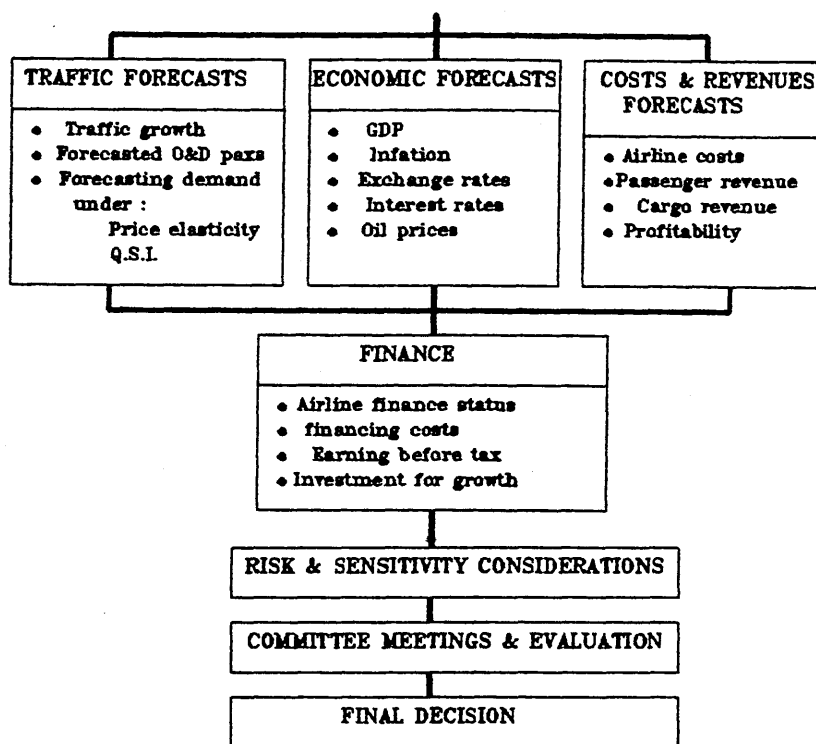 TRAFFIC FORECASTS
• Traffic growth
• Forecasted O&D paxs
• Forecasting demand
under :
Price elasticity
Q.S.I.
ECONOMIC FORECASTS
• GDP
• Infation
• Exchange rates
• Interest rates
• Oil prices
COSTS & REVENUES
FORECASTS
• Airline costs
• Passenger revenue
• Cargo revenue
• Profitability
FINANCE
• Airline finance status
• financing costs
• Earning before tax
• Investment for growth
RISK & SENSITIVITY CONSIDERATIONS
COMMITTEE MEETINGS & EVALUATION
FINAL DECISION